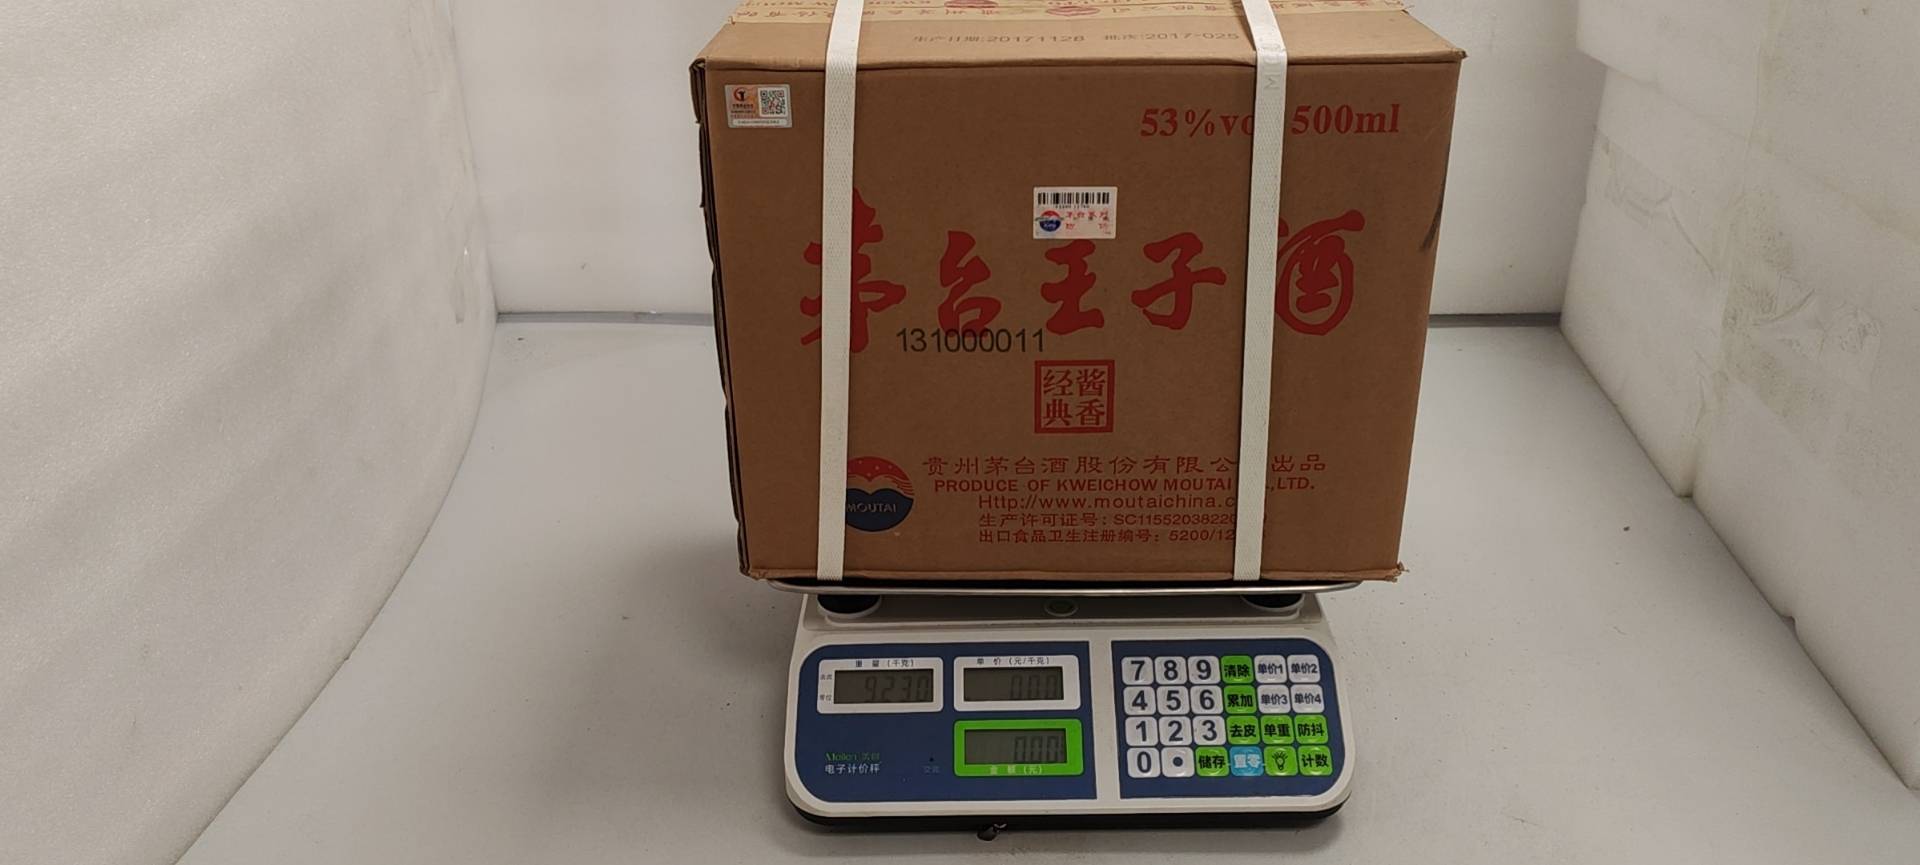 生产日期:20171128 批次:2017-025
53%vo 500ml
茅台王子酒
131000011
经典
酱香
MOUTAI
贵州茅台酒股份有限公 出品
PRODUCE OF KWEICHOW MOUTAI ,LTD.
Http://www.moutaichina.c
生产许可证号: SC11552038220
出口食品卫生注册编号: 5200/12
重量(千克) 单价(元/千克)
9.230 0.00
0.00
金额(元)
电子计价秤
7 8 9 清除 单价1 单价2
4 5 6 累加 单价3 单价4
1 2 3 去皮 单重 防抖
0 • 储存 置零 计数